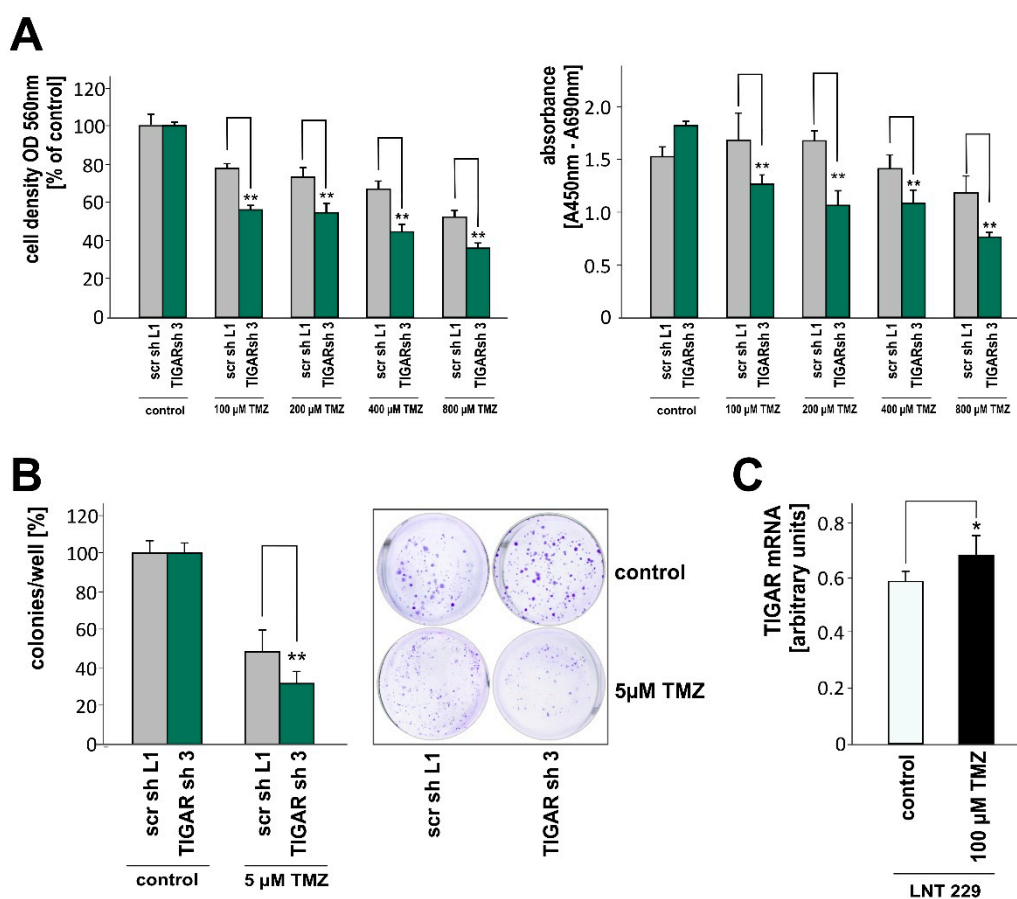 A
cell density OD 560nm
[% of control]
120
100
80
60
40
20
0
**
**
**
**
scr sh L1
TIGARsh 3
scr sh L1
TIGARsh 3
scr sh L1
TIGARsh 3
scr sh L1
TIGARsh 3
scr sh L1
TIGARsh 3
control
100 µM TMZ
200 µM TMZ
400 µM TMZ
800 µM TMZ
absorbance
[A450nm - A690nm]
2.0
1.5
1.0
0.5
0
**
**
**
**
scr sh L1
TIGARsh 3
scr sh L1
TIGARsh 3
scr sh L1
TIGARsh 3
scr sh L1
TIGARsh 3
scr sh L1
TIGARsh 3
control
100 µM TMZ
200 µM TMZ
400 µM TMZ
800 µM TMZ
B
colonies/well [%]
120
100
80
60
40
20
0
**
scr sh L1
TIGAR sh 3
scr sh L1
TIGAR sh 3
control
5 µM TMZ
control
5µM TMZ
scr sh L1
TIGAR sh 3
C
TIGAR mRNA
[arbitrary units]
0.8
0.6
0.4
0.2
0
*
control
100 µM TMZ
LNT 229